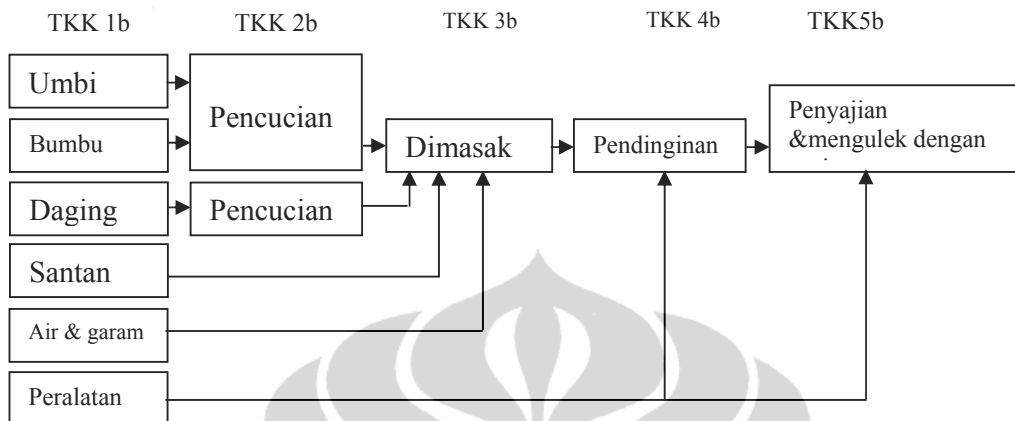 TKK 1b TKK 2b TKK 3b TKK 4b TKK5b
Umbi
Bumbu
Daging
Santan
Air & garam
Peralatan
Pencucian
Pencucian
Dimasak
Pendinginan
Penyajian
&mengulek dengan